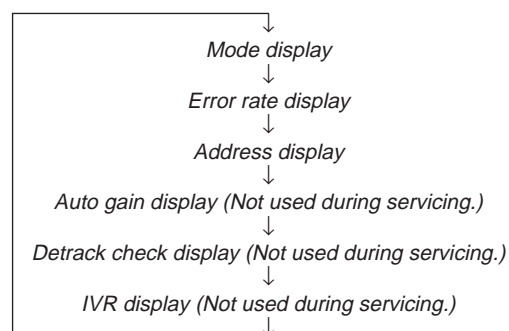 Mode display
Error rate display
Address display
Auto gain display (Not used during servicing.)
Detrack check display (Not used during servicing.)
IVR display (Not used during servicing.)